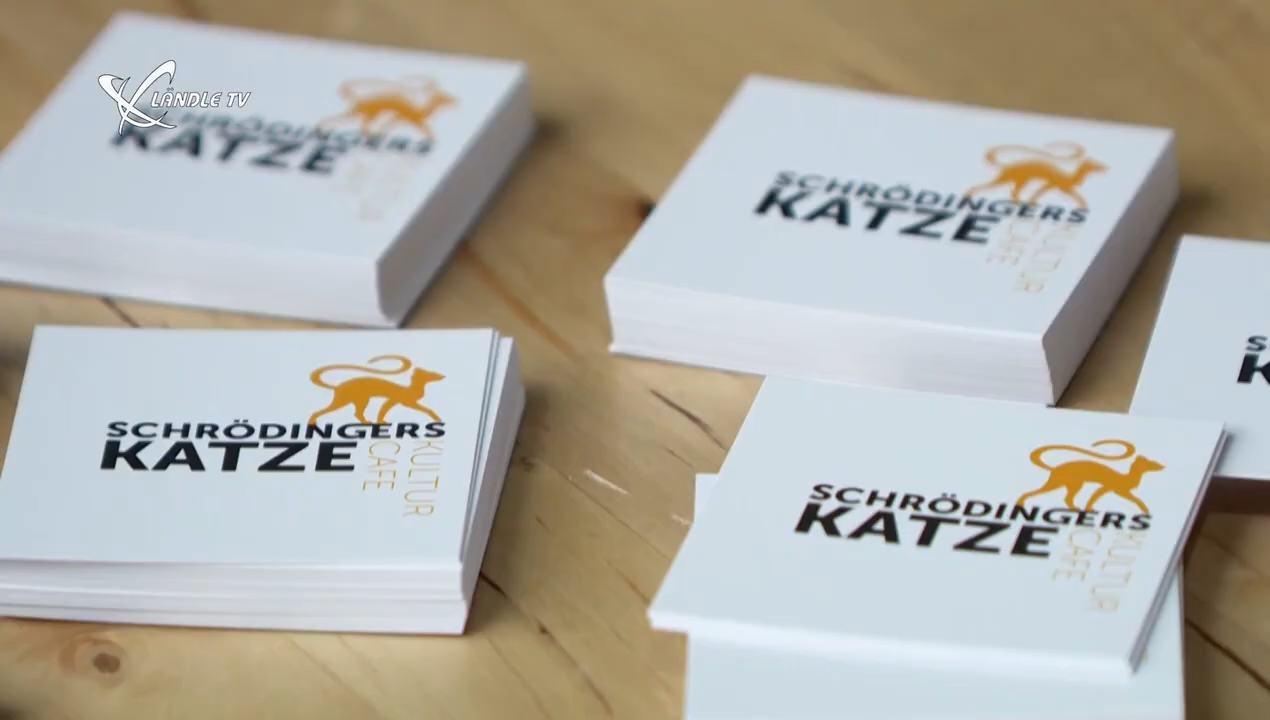 LÄNDLE TV
SCHRÖDINGERS
KATZE
CAFE
KULTUR
SCHRÖDINGERS
KATZE
CAFE
KULTUR
SCHRÖDINGERS
KATZE
CAFE
KULTUR
SCHRÖDINGERS
KATZE
CAFE
KULTUR